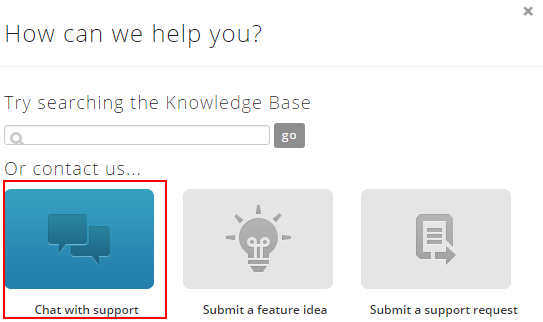 How can we help you?
Try searching the Knowledge Base
go
Or contact us...
Chat with support
Submit a feature idea
Submit a support request